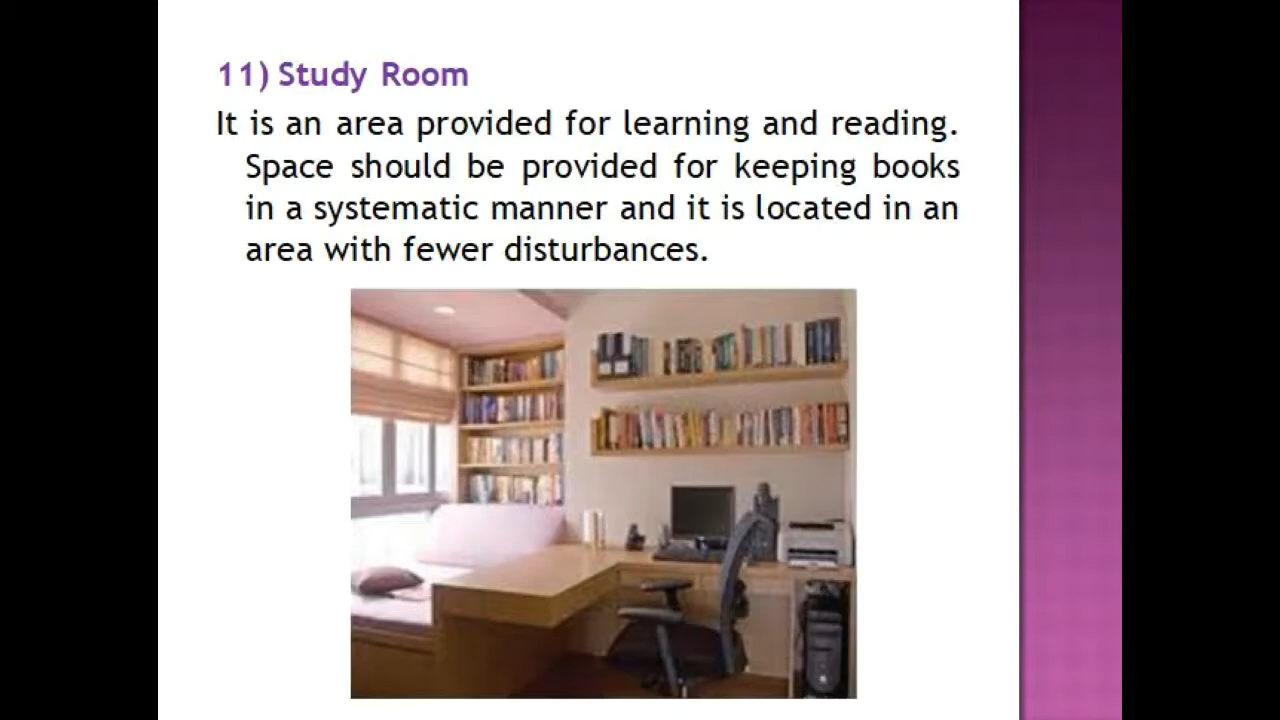 11) Study Room
It is an area provided for learning and reading.
Space should be provided for keeping books
in a systematic manner and it is located in an
area with fewer disturbances.